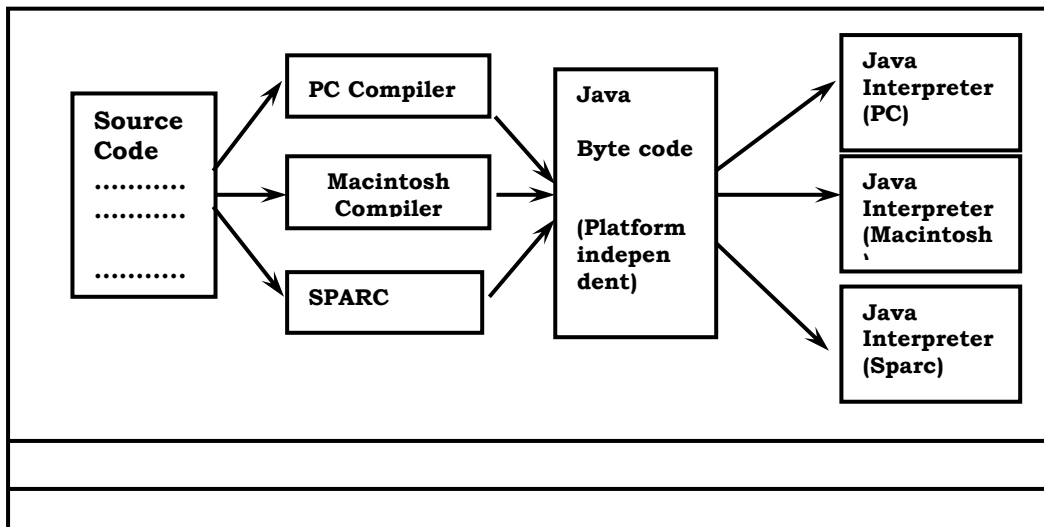 Source
Code
...........
...........
...........
PC Compiler
Macintosh
Compiler
SPARC
Java
Byte code
(Platform
indepen
dent)
Java
Interpreter
(PC)
Java
Interpreter
(Macintosh
)
Java
Interpreter
(Sparc)